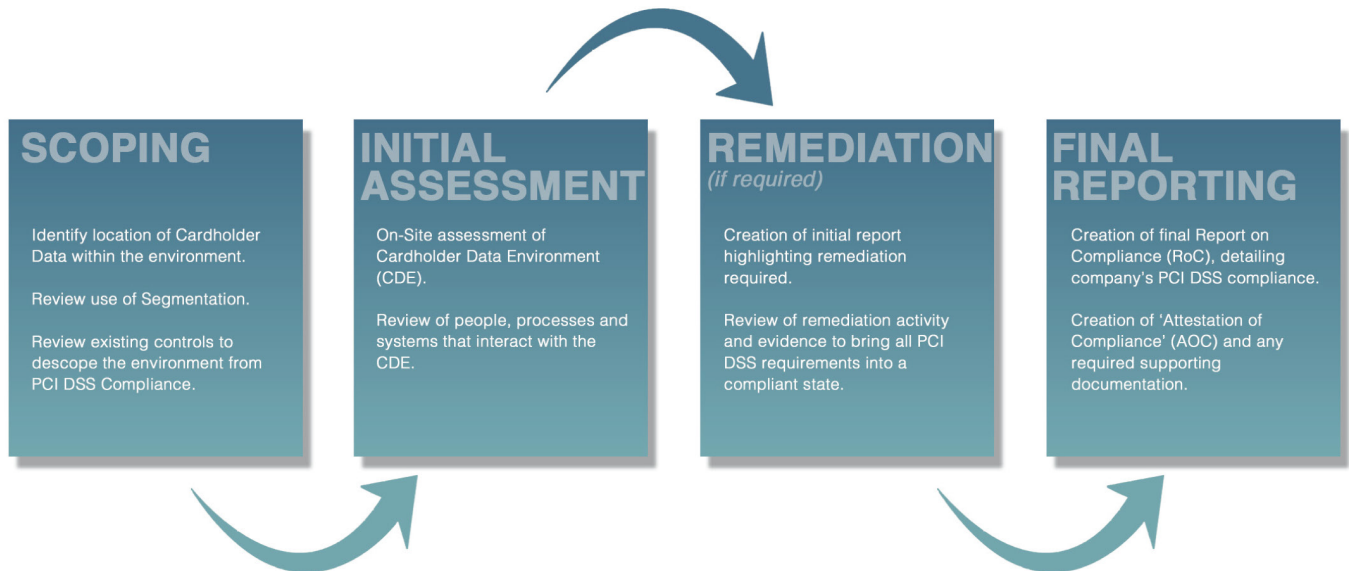 SCOPING
Identify location of Cardholder
Data within the environment.
Review use of Segmentation.
Review existing controls to
descope the environment from
PCI DSS Compliance.
INITIAL
ASSESSMENT
On-Site assessment of
Cardholder Data Environment
(CDE).
Review of people, processes and
systems that interact with the
CDE.
REMEDIATION
(if required)
Creation of initial report
highlighting remediation
required.
Review of remediation activity
and evidence to bring all PCI
DSS requirements into a
compliant state.
FINAL
REPORTING
Creation of final Report on
Compliance (RoC), detailing
company’s PCI DSS compliance.
Creation of ‘Attestation of
Compliance’ (AOC) and any
required supporting
documentation.